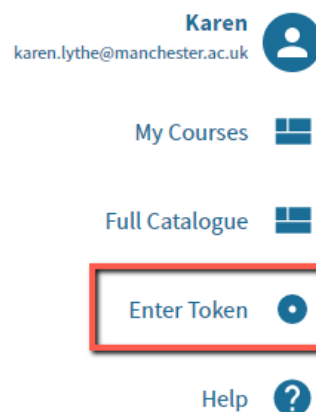 Karen
karen.lythe@manchester.ac.uk
My Courses
Full Catalogue
Enter Token
Help